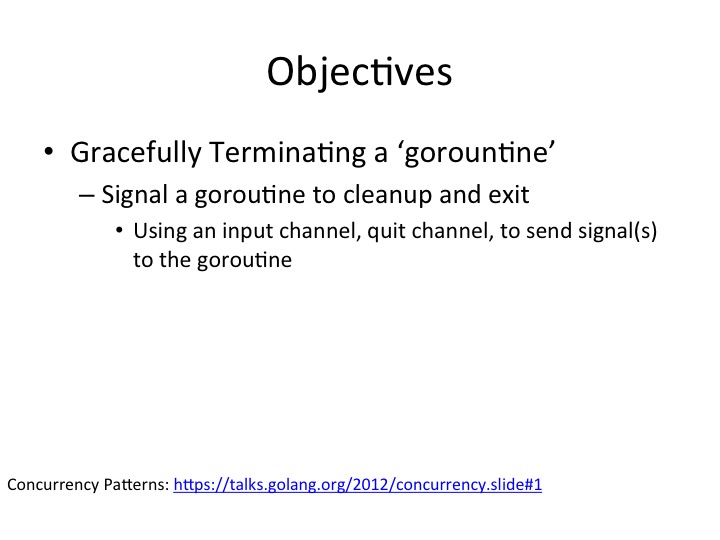 Objectives
• Gracefully Terminating a ‘gorountine’
– Signal a goroutine to cleanup and exit
• Using an input channel, quit channel, to send signal(s)
to the goroutine
Concurrency Patterns: https://talks.golang.org/2012/concurrency.slide#1